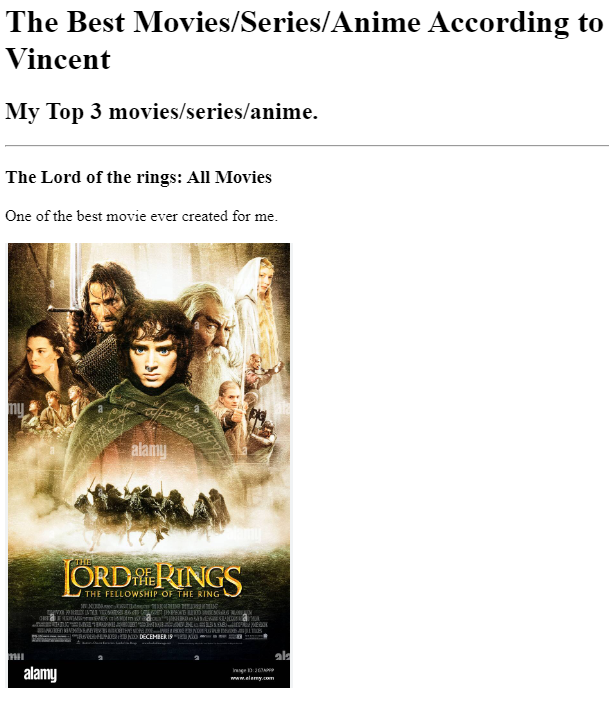 The Best Movies/Series/Anime According to
Vincent
My Top 3 movies/series/anime.
The Lord of the rings: All Movies
One of the best movie ever created for me.
my
a
a
alamy
THE
LORD OF THE RINGS
THE FELLOWSHIP OF THE RING
DECEMBER 19
a
a
alamy
Image ID: 2E7APPP
www.alamy.com